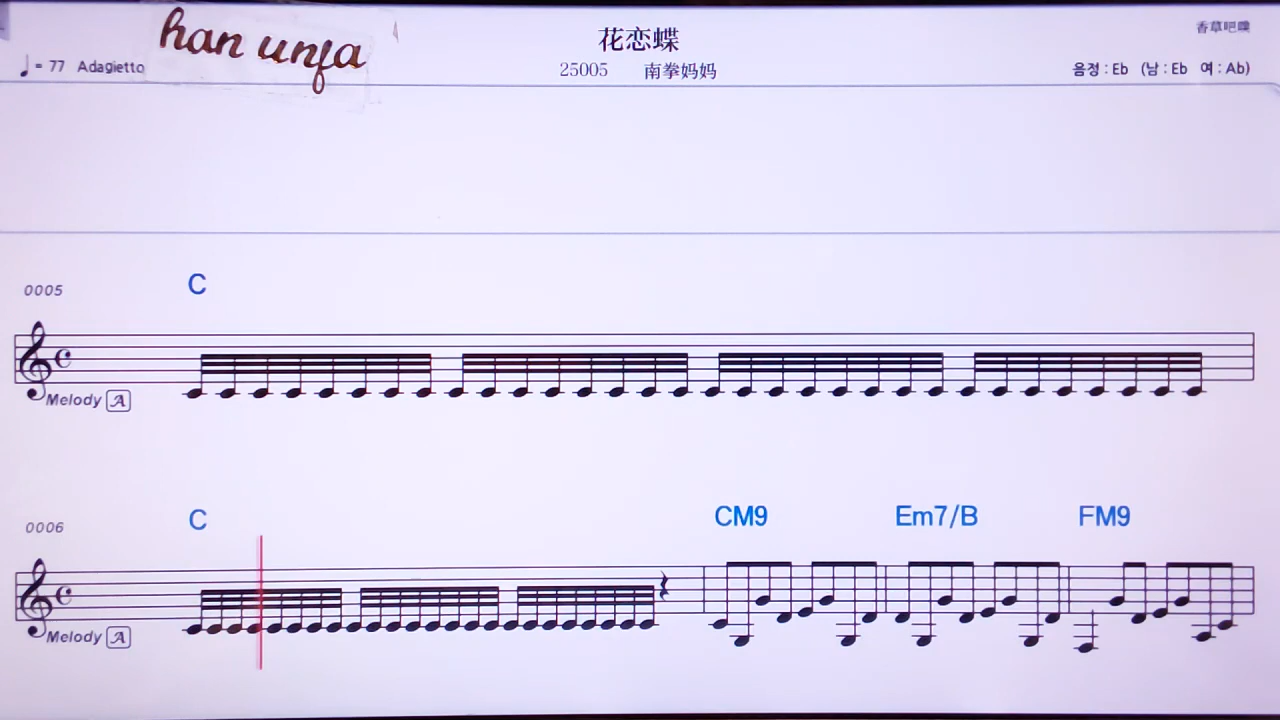 han unfa
花恋蝶
香草吧噗
♩= 77 Adagietto
25005 南拳妈妈
음정 : Eb (남 : Eb 여 : Ab)
C
0005
Melody A
C CM9 Em7/B FM9
0006
Melody A